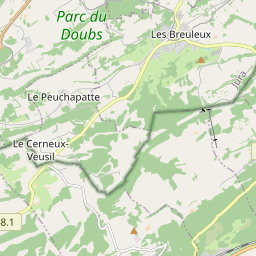 Parc du
Doubs
Les Breuleux
Jura
Le Peuchapatte
Le Cerneux-
Veusil
8.1